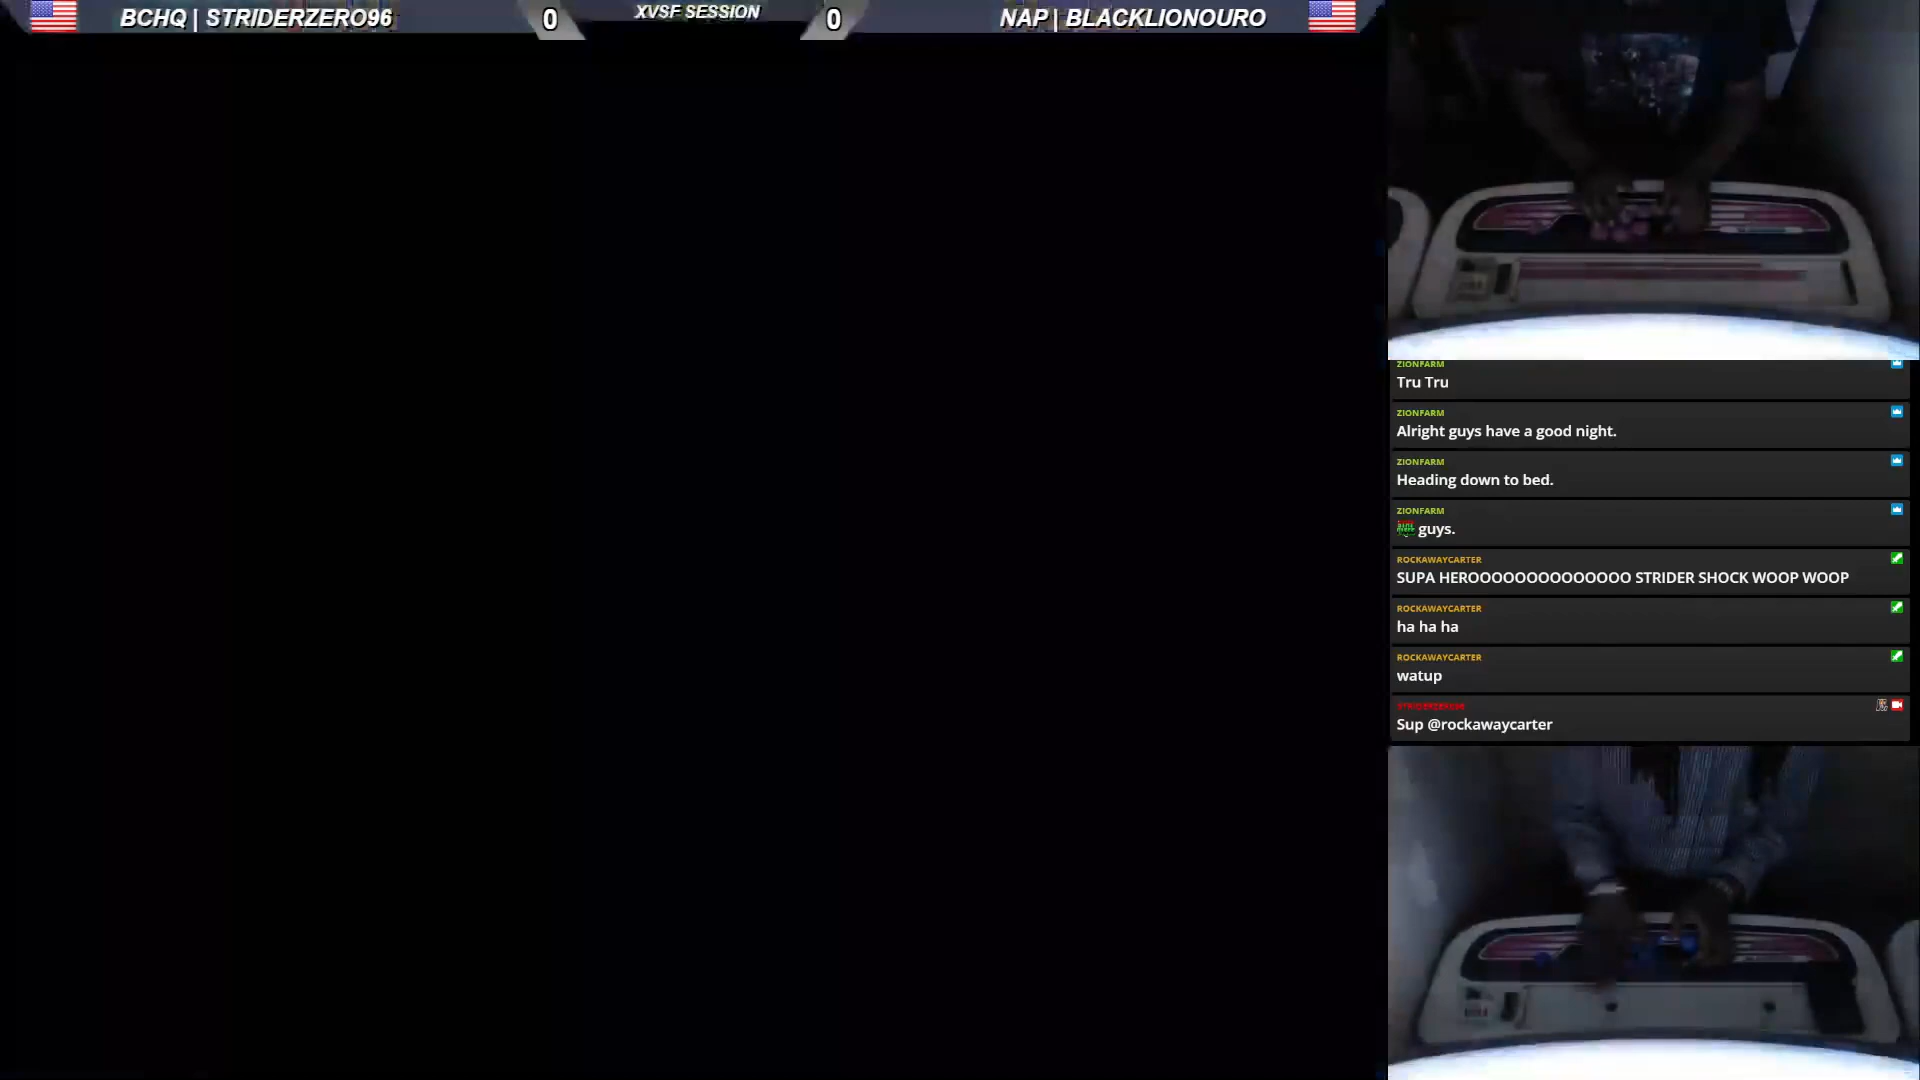 BCHQ | STRIDERZERO96
0
XVSF SESSION
0
NAP | BLACKLIONOURO
ZIONFARM
Tru Tru
ZIONFARM
Alright guys have a good night.
ZIONFARM
Heading down to bed.
ZIONFARM
guys.
ROCKAWAYCARTER
SUPA HEROOOOOOOOOOOOOO STRIDER SHOCK WOOP WOOP
ROCKAWAYCARTER
ha ha ha
ROCKAWAYCARTER
watup
STRIDERZERO96
Sup @rockawaycarter